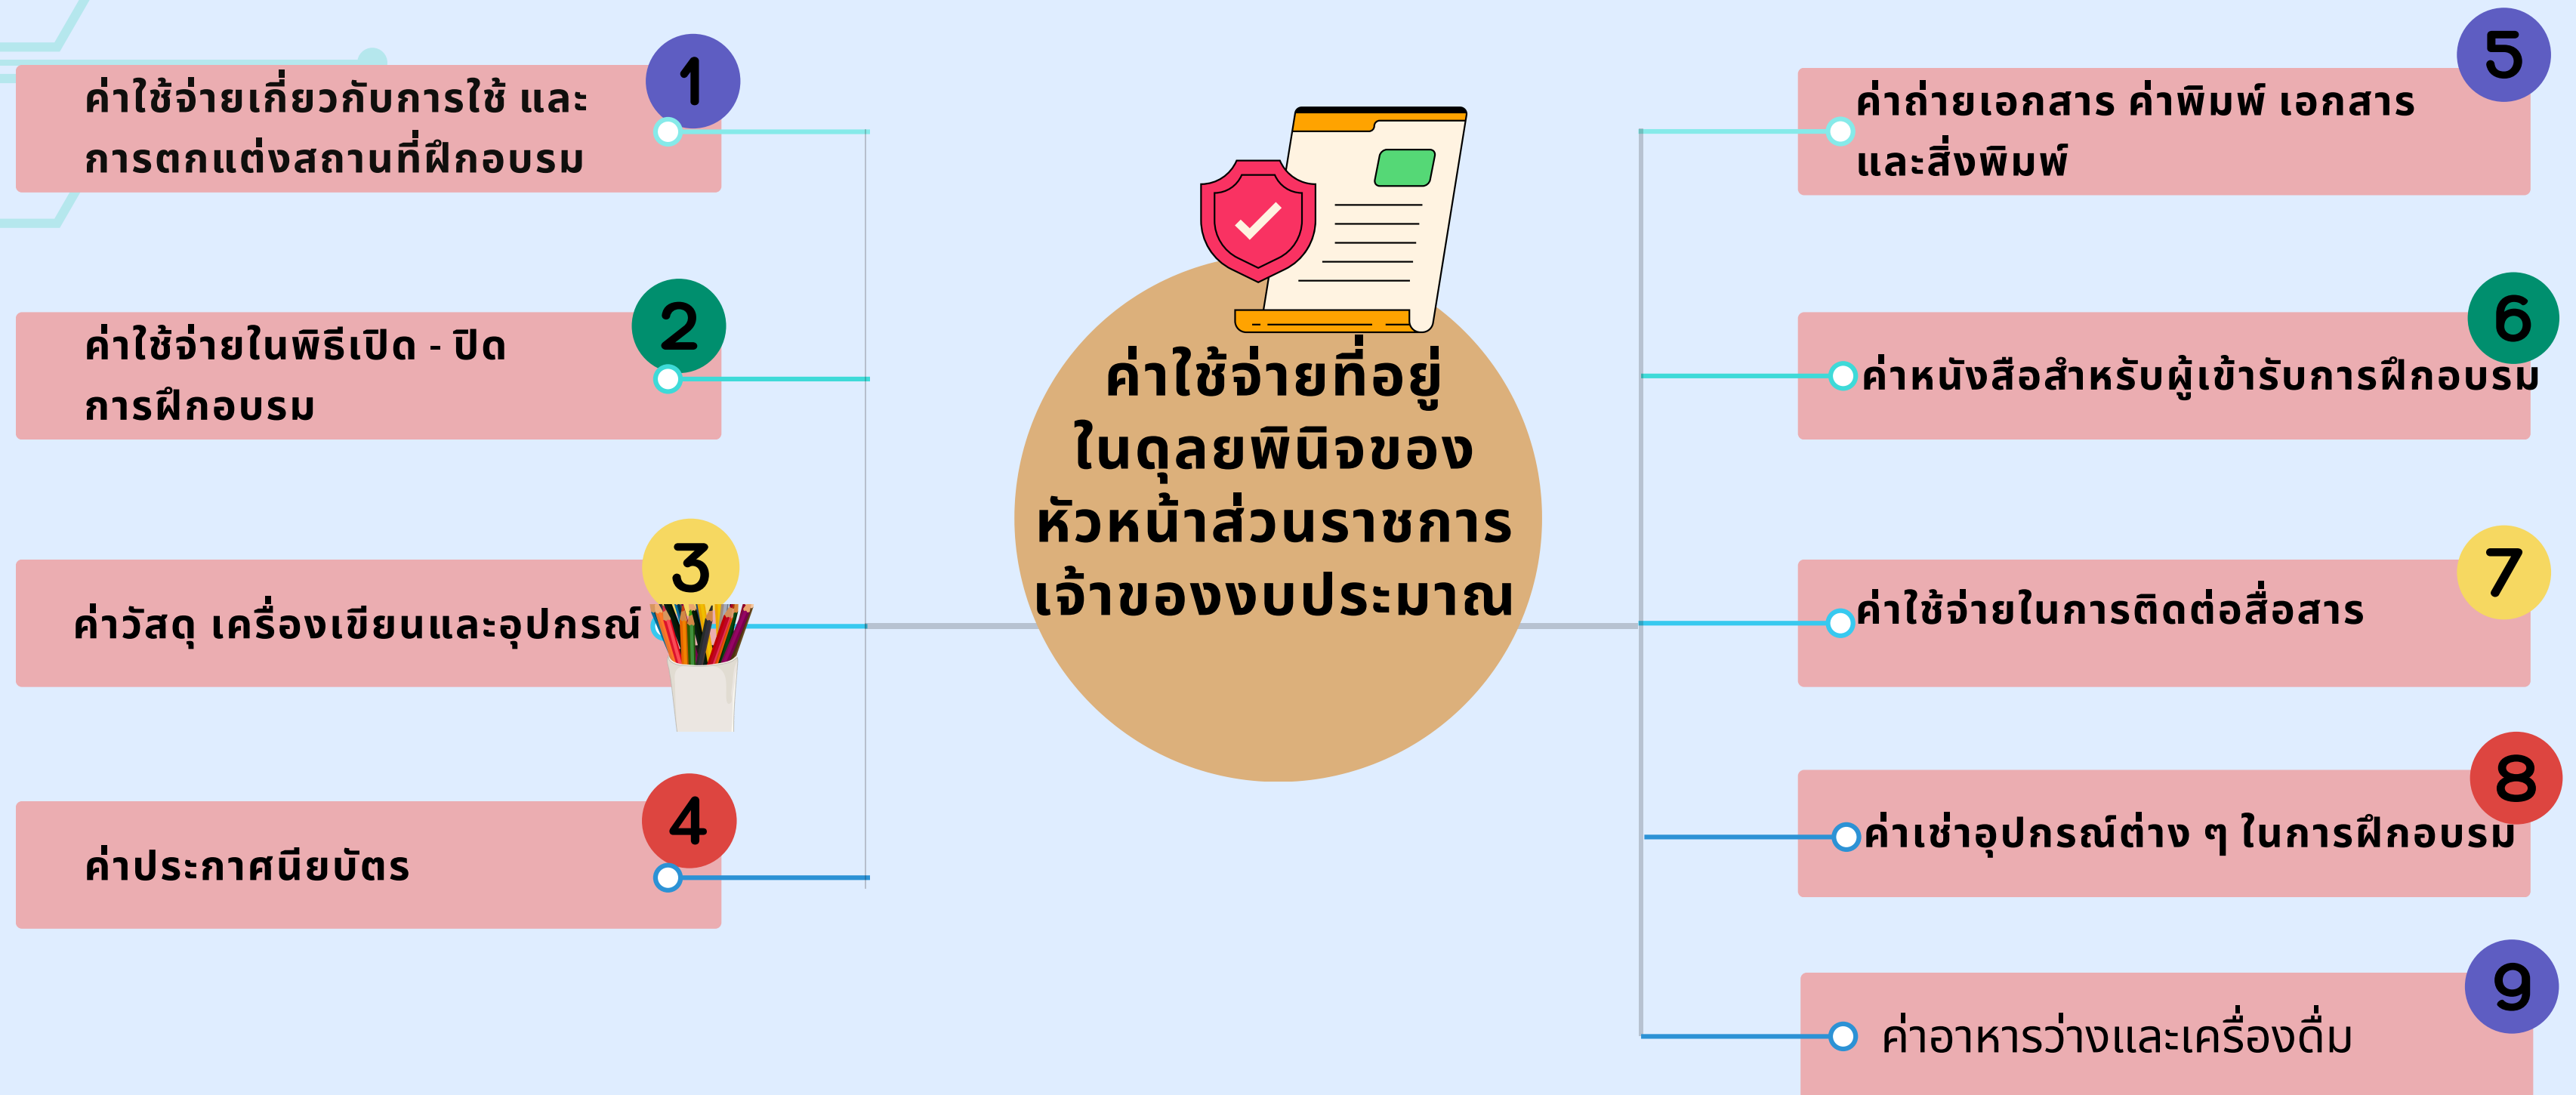 1
ค่าใช้จ่ายเกี่ยวกับการใช้ และ
การตกแต่งสถานที่ฝึกอบรม
2
ค่าใช้จ่ายในพิธีเปิด - ปิด
การฝึกอบรม
3
ค่าวัสดุ เครื่องเขียนและอุปกรณ์
4
ค่าประกาศนียบัตร
ค่าใช้จ่ายที่อยู่
ในดุลยพินิจของ
หัวหน้าส่วนราชการ
เจ้าของงบประมาณ
5
ค่าถ่ายเอกสาร ค่าพิมพ์ เอกสาร
และสิ่งพิมพ์
6
ค่าหนังสือสำหรับผู้เข้ารับการฝึกอบรม
7
ค่าใช้จ่ายในการติดต่อสื่อสาร
8
ค่าเช่าอุปกรณ์ต่าง ๆ ในการฝึกอบรม
9
ค่าอาหารว่างและเครื่องดื่ม